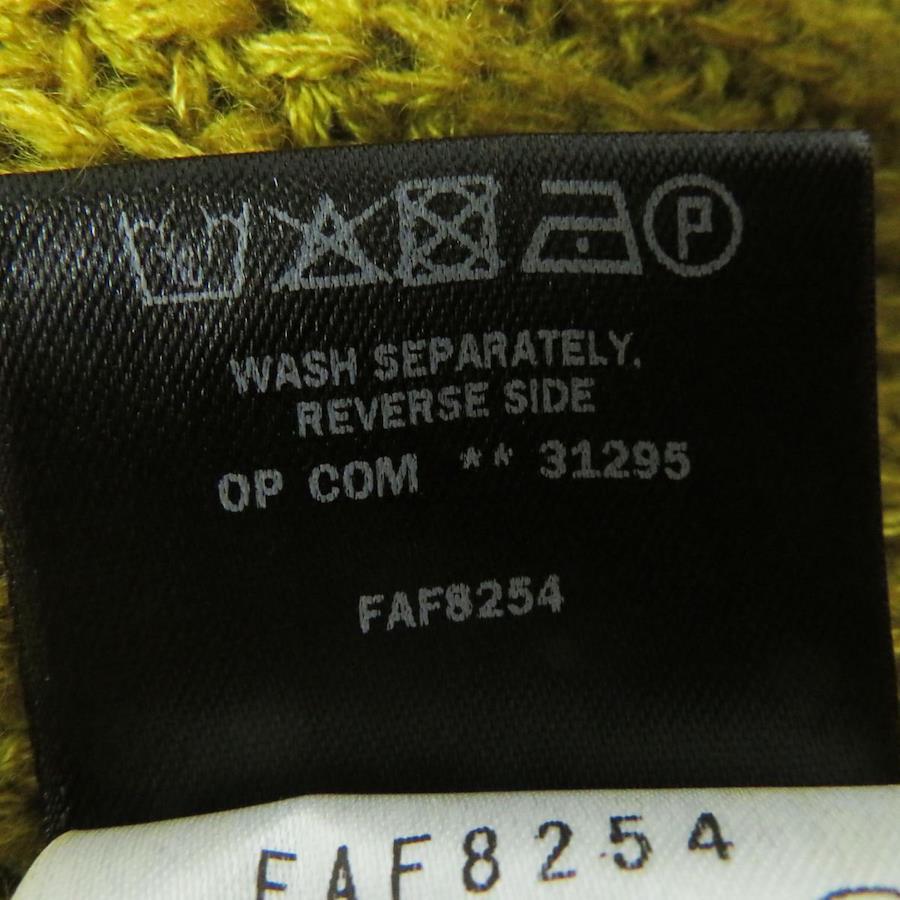 P
WASH SEPARATELY.
REVERSE SIDE
OP COM ** 31295
FAF8254
FAF8254